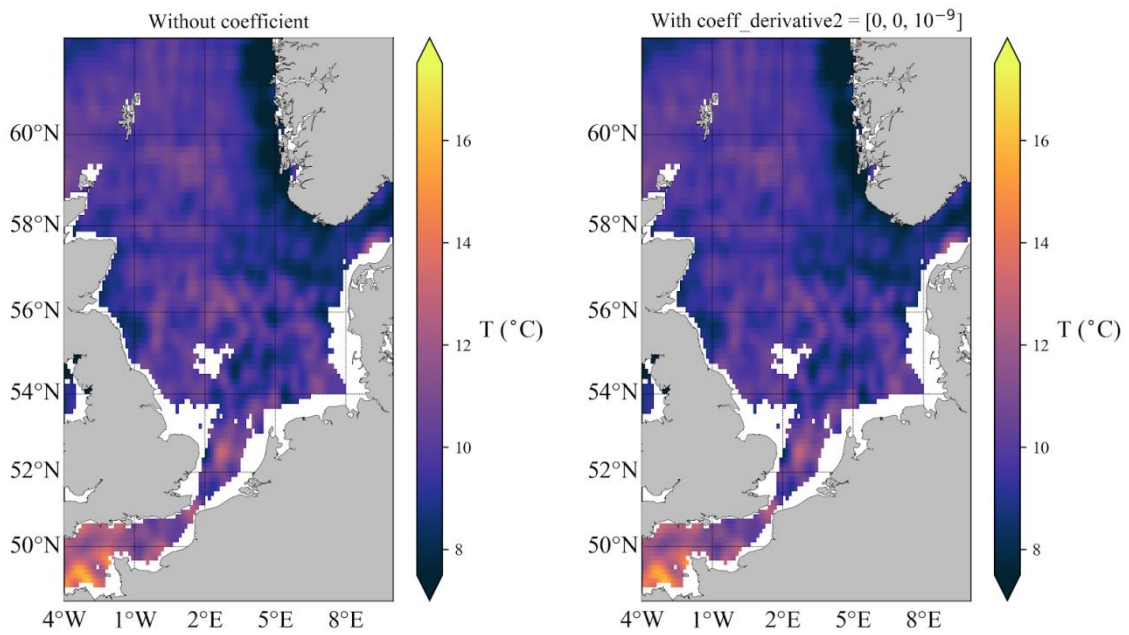 Without coefficient
With coeff_derivative2 = [0, 0, 10⁻⁹]
60°N
58°N
56°N
54°N
52°N
50°N
4°W 1°W 2°E 5°E 8°E
16
14
T (°C)
12
10
8
60°N
58°N
56°N
54°N
52°N
50°N
4°W 1°W 2°E 5°E 8°E
16
14
T (°C)
12
10
8